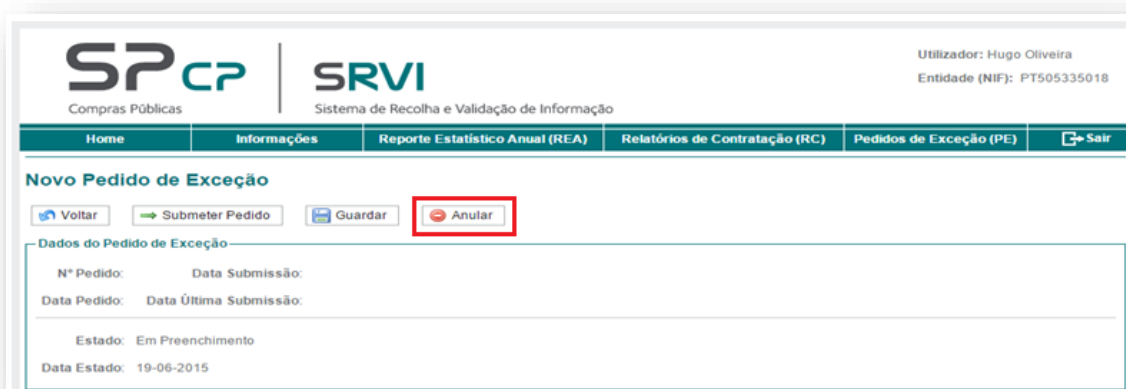 SPCP
Compras Públicas
SRVI
Sistema de Recolha e Validação de Informação
Utilizador: Hugo Oliveira
Entidade (NIF): PT505335018
Home Informações Reporte Estatístico Anual (REA) Relatórios de Contratação (RC) Pedidos de Exceção (PE) Sair
Novo Pedido de Exceção
Voltar Submeter Pedido Guardar Anular
Dados do Pedido de Exceção
Nº Pedido: Data Submissão:
Data Pedido: Data Última Submissão:
Estado: Em Preenchimento
Data Estado: 19-06-2015